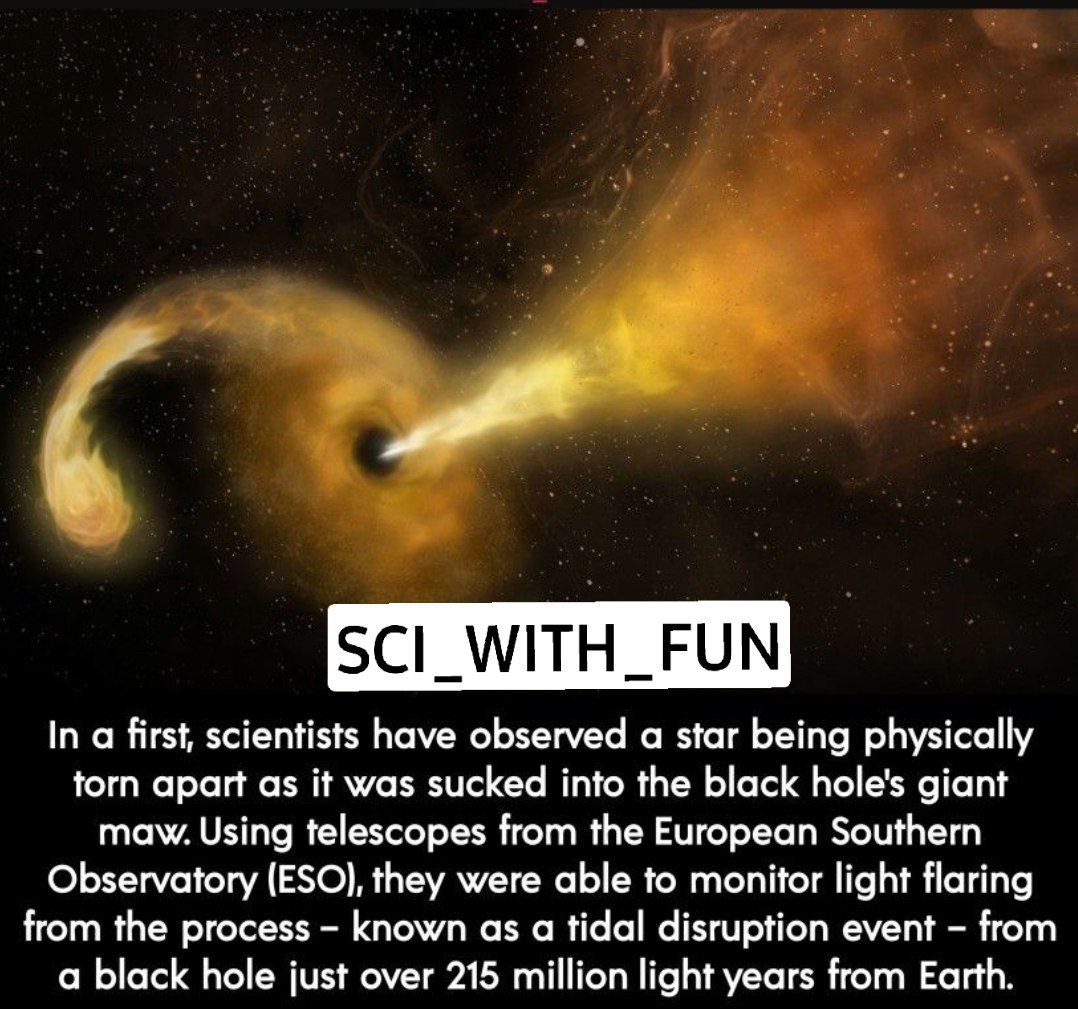 SCI_WITH_FUN
In a first, scientists have observed a star being physically
torn apart as it was sucked into the black hole's giant
maw. Using telescopes from the European Southern
Observatory (ESO), they were able to monitor light flaring
from the process – known as a tidal disruption event – from
a black hole just over 215 million light years from Earth.